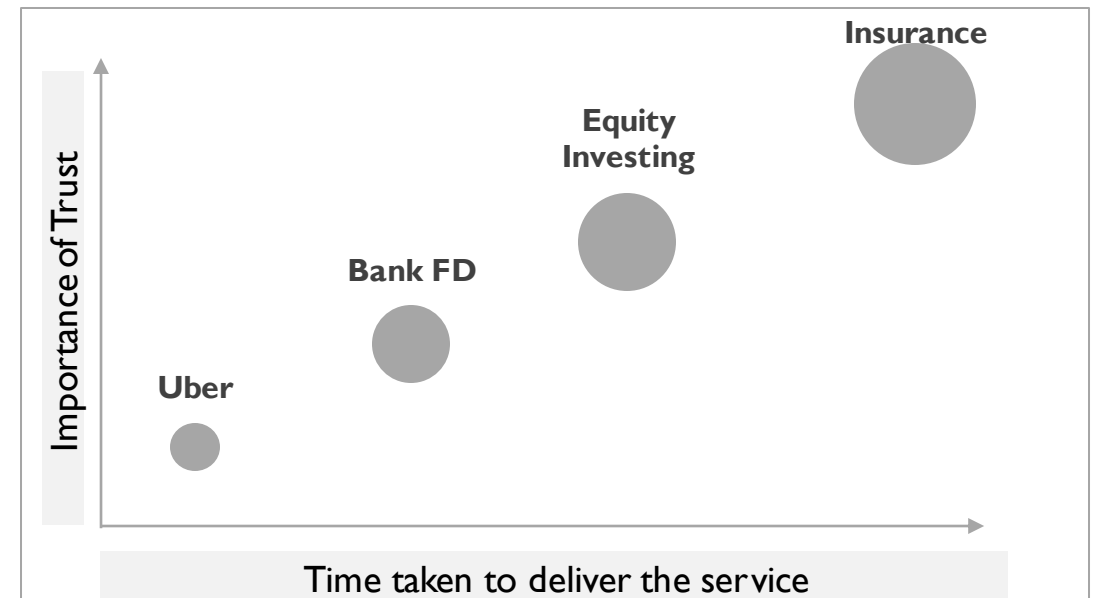 Insurance
Equity
Investing
Bank FD
Uber
Importance of Trust
Time taken to deliver the service